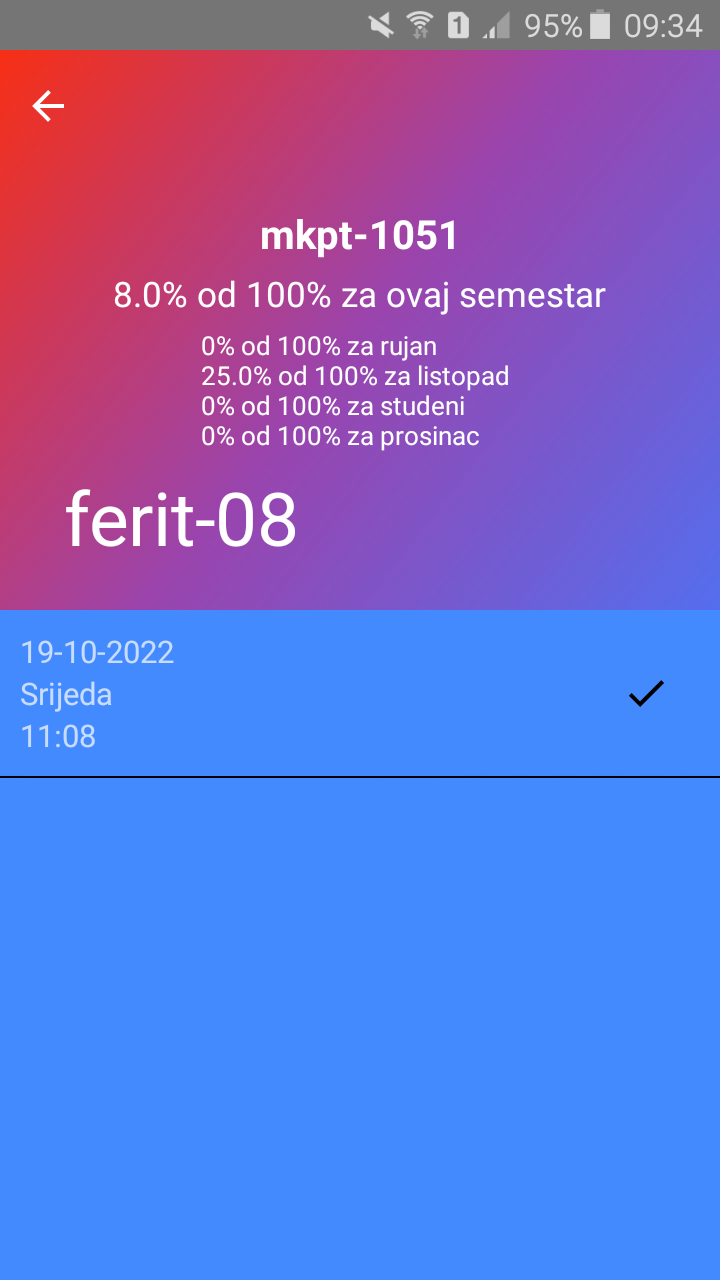 1 95% 09:34
mkpt-1051
8.0% od 100% za ovaj semestar
0% od 100% za rujan
25.0% od 100% za listopad
0% od 100% za studeni
0% od 100% za prosinac
ferit-08
19-10-2022
Srijeda
11:08